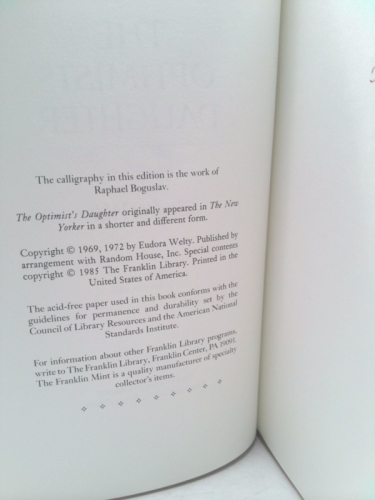 The calligraphy in this edition is the work of
Raphael Boguslav.
The Optimist's Daughter originally appeared in The New
Yorker in a shorter and different form.
Copyright © 1969, 1972 by Eudora Welty. Published by
arrangement with Random House, Inc. Special contents
copyright © 1985 The Franklin Library. Printed in the
United States of America.
The acid-free paper used in this book conforms with the
guidelines for permanence and durability set by the
Council of Library Resources and the American National
Standards Institute.
For information about other Franklin Library programs,
write to The Franklin Library, Franklin Center, PA 19091.
The Franklin Mint is a quality manufacturer of specialty
collector's items.